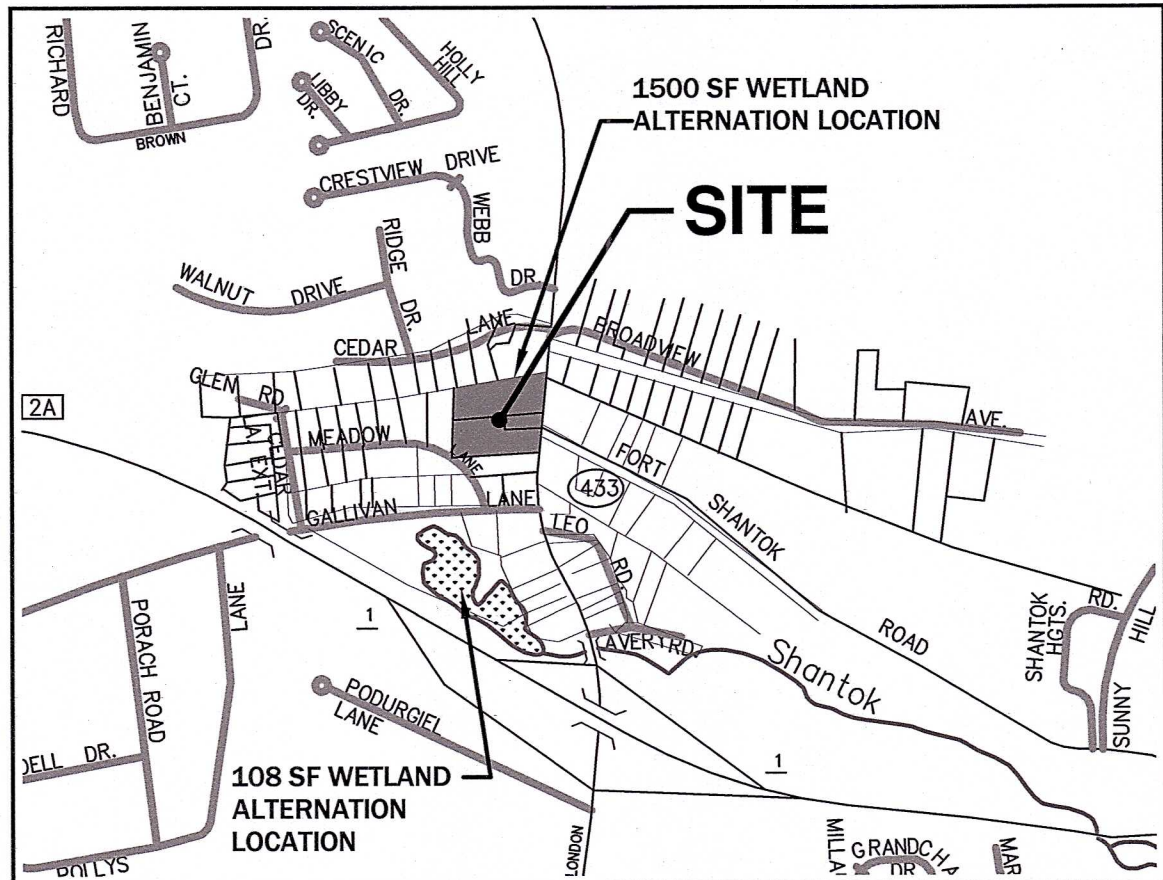 RICHARD
BENJAMIN
CT.
DR.
BROWN
SCENIC
DR.
LIBBY
DR.
HOLLY
HILL
1500 SF WETLAND
ALTERNATION LOCATION
SITE
CRESTVIEW DRIVE
WEBB
DR.
RIDGE
DR.
WALNUT DRIVE
CEDAR LANE
BROADVIEW
AVE.
GLEN RD.
2A
MEADOW
LANE
CEDAR
LA EXT.
FORT
SHANTOK
ROAD
433
GALLIVAN LANE
LEO
RD.
AVERY RD.
Shantok
SHANTOK
HGTS.
RD.
SUNNY
HILL
1
1
PORACH ROAD
LANE
PODURGIEL
LANE
DELL DR.
108 SF WETLAND
ALTERNATION
LOCATION
POLLYS
LONDON
MILLA
GRANDCHA
DR
MAR